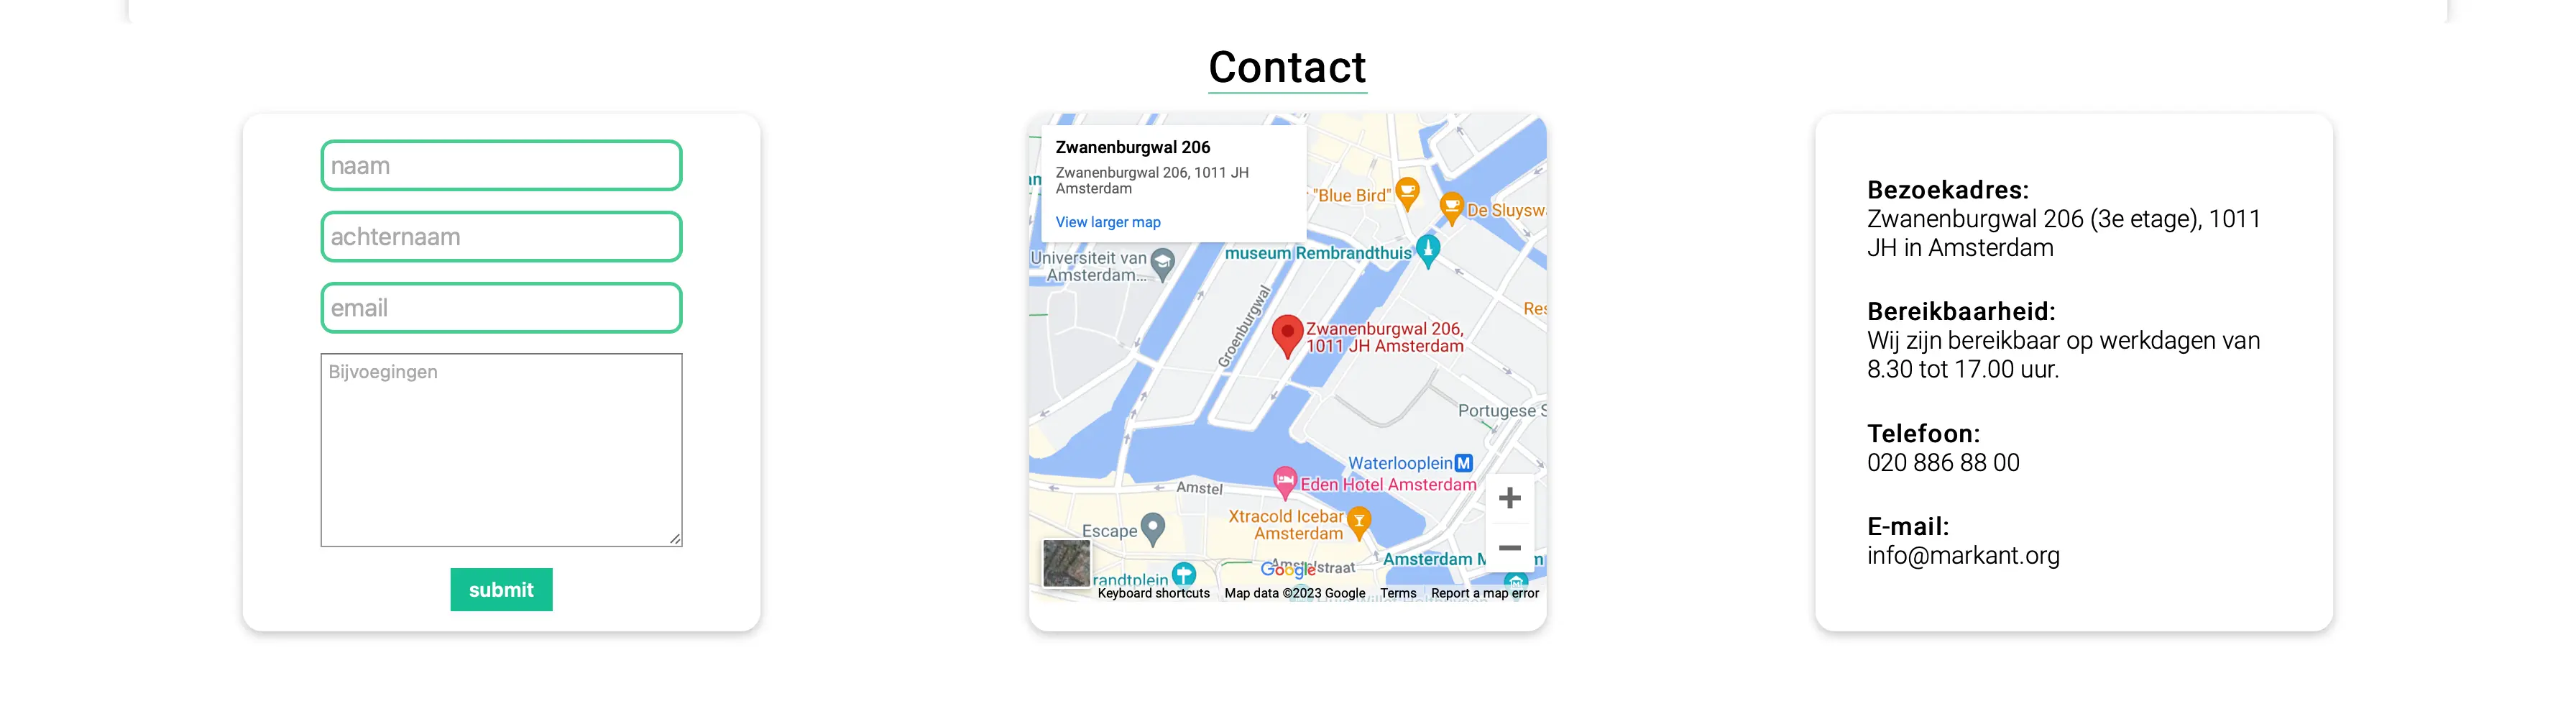 Contact
naam
achternaam
email
Bijvoegingen
submit
Zwanenburgwal 206
Zwanenburgwal 206, 1011 JH
Amsterdam
View larger map
"Blue Bird"
De Sluysw
museum Rembrandthuis
Universiteit van
Amsterdam...
Groenburgwal
Res
Zwanenburgwal 206,
1011 JH Amsterdam
Portugese S
Waterlooplein M
Eden Hotel Amsterdam
Amstel
Xtracold Icebar
Amsterdam
Escape
Amsterdam M
Google
randtplein
Keyboard shortcuts Map data ©2023 Google Terms Report a map error
Bezoekadres:
Zwanenburgwal 206 (3e etage), 1011
JH in Amsterdam
Bereikbaarheid:
Wij zijn bereikbaar op werkdagen van
8.30 tot 17.00 uur.
Telefoon:
020 886 88 00
E-mail:
info@markant.org